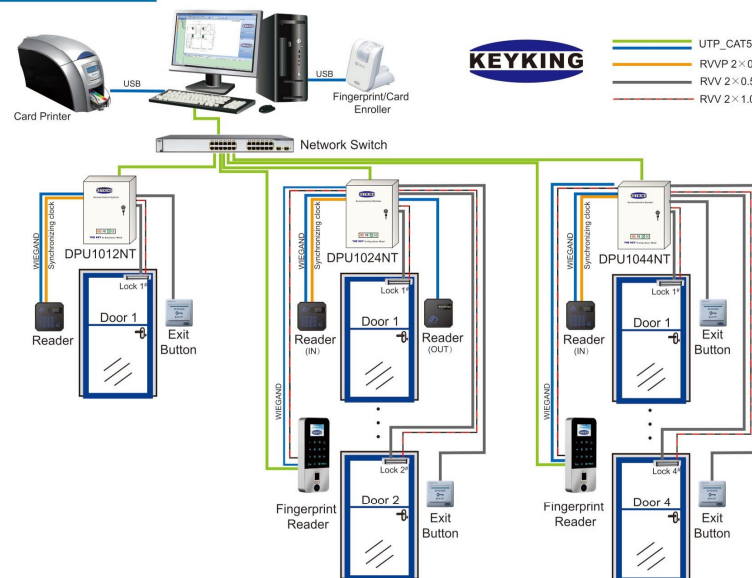 KEYKING
UTP_CAT5
RVVP 2×0
RVV 2×0.5
RVV 2×1.0
USB
USB
Card Printer
Fingerprint/Card
Enroller
Network Switch
KEYKING
KEYKING
KEYKING
DPU1012NT
DPU1024NT
DPU1044NT
WIEGAND
Synchronizing clock
WIEGAND
Synchronizing clock
WIEGAND
Synchronizing clock
Lock 1#
Lock 1#
Lock 1#
Door 1
Door 1
Door 1
Reader
Exit
Button
Reader
(IN)
Reader
(OUT)
Reader
(IN)
Exit
Button
WIEGAND
WIEGAND
Lock 2#
Lock 4#
Door 2
Door 4
Fingerprint
Reader
Exit
Button
Fingerprint
Reader
Exit
Button